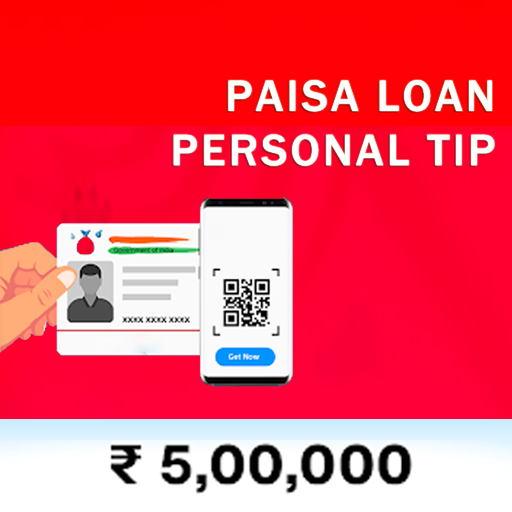 PAISA LOAN
PERSONAL TIP
Government of India
XXXX XXXX XXXX
Get Now
₹ 5,00,000